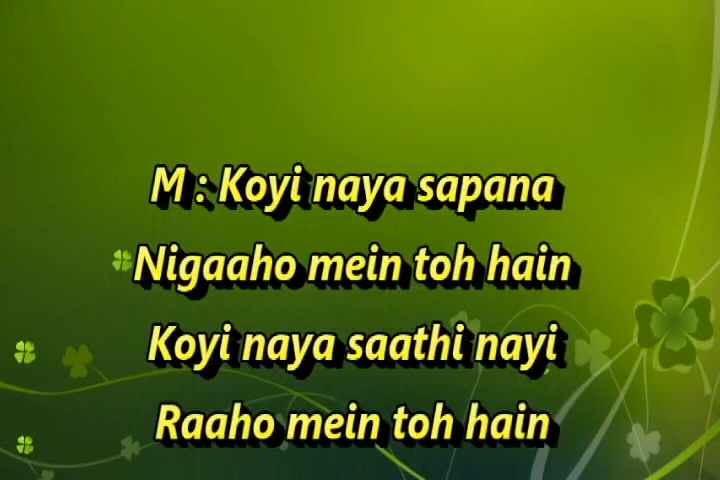 M : Koyi naya sapana
Nigaaho mein toh hain
Koyi naya saathi nayi
Raaho mein toh hain